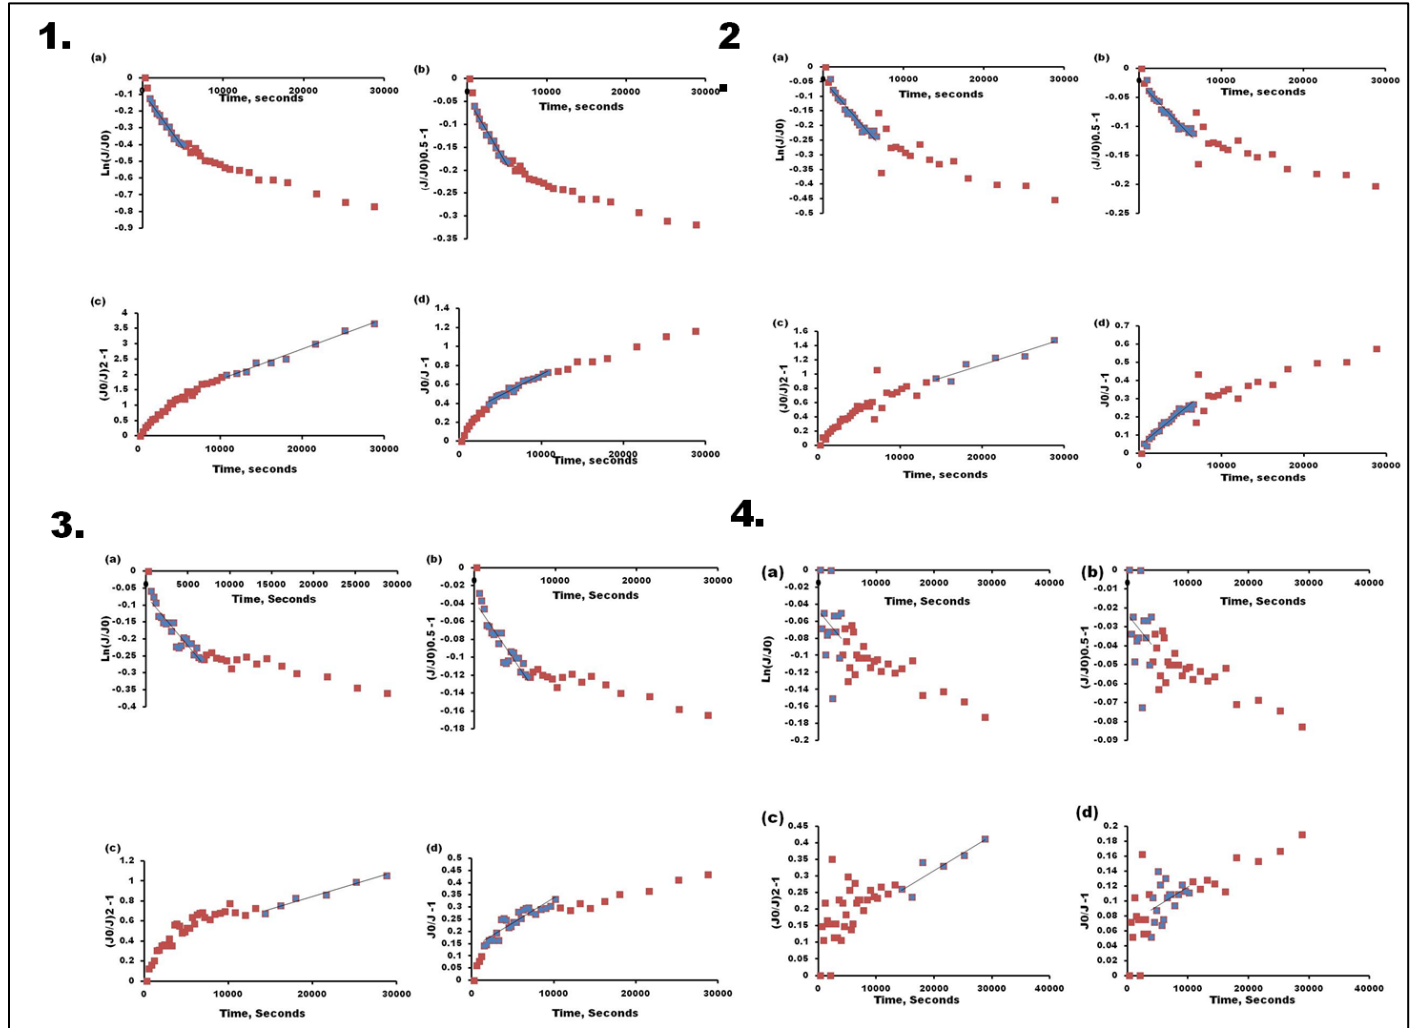 1.
(a)
0
-0.1
-0.2
-0.3
-0.4
-0.5
-0.6
-0.7
-0.8
-0.9
0 10000 20000 30000
Time, seconds
Ln(J/J0)
(b)
0
-0.05
-0.1
-0.15
-0.2
-0.25
-0.3
-0.35
0 10000 20000 30000
Time, seconds
(J/J0)0.5 -1
(c)
4
3.5
3
2.5
2
1.5
1
0.5
0
0 10000 20000 30000
Time, seconds
(J0/J)2 -1
(d)
1.4
1.2
1
0.8
0.6
0.4
0.2
0
0 10000 20000 30000
Time, seconds
J0/J -1
2.
(a)
0
-0.05
-0.1
-0.15
-0.2
-0.25
-0.3
-0.35
-0.4
-0.45
-0.5
0 10000 20000 30000
Time, seconds
Ln(J/J0)
(b)
0
-0.05
-0.1
-0.15
-0.2
-0.25
0 10000 20000 30000
Time, seconds
(J/J0)0.5 -1
(c)
1.6
1.4
1.2
1
0.8
0.6
0.4
0.2
0
0 10000 20000 30000
Time, seconds
(J0/J)2 -1
(d)
0.7
0.6
0.5
0.4
0.3
0.2
0.1
0
0 10000 20000 30000
Time, seconds
J0/J -1
3.
(a)
0
-0.05
-0.1
-0.15
-0.2
-0.25
-0.3
-0.35
-0.4
0 5000 10000 15000 20000 25000 30000
Time, Seconds
Ln(J/J0)
(b)
0
-0.02
-0.04
-0.06
-0.08
-0.1
-0.12
-0.14
-0.16
-0.18
0 10000 20000 30000
Time, Seconds
(J/J0)0.5 -1
(c)
1.2
1
0.8
0.6
0.4
0.2
0
0 10000 20000 30000
Time, Seconds
(J0/J)2 -1
(d)
0.5
0.45
0.4
0.35
0.3
0.25
0.2
0.15
0.1
0.05
0
0 10000 20000 30000
Time, Seconds
J0/J -1
4.
(a)
0
-0.02
-0.04
-0.06
-0.08
-0.1
-0.12
-0.14
-0.16
-0.18
-0.2
0 10000 20000 30000 40000
Time, Seconds
Ln(J/J0)
(b)
0
-0.01
-0.02
-0.03
-0.04
-0.05
-0.06
-0.07
-0.08
-0.09
0 10000 20000 30000 40000
Time, Seconds
(J/J0)0.5 -1
(c)
0.45
0.4
0.35
0.3
0.25
0.2
0.15
0.1
0.05
0
0 10000 20000 30000 40000
Time, Seconds
(J0/J)2 -1
(d)
0.2
0.18
0.16
0.14
0.12
0.1
0.08
0.06
0.04
0.02
0
0 10000 20000 30000 40000
Time, Seconds
J0/J -1